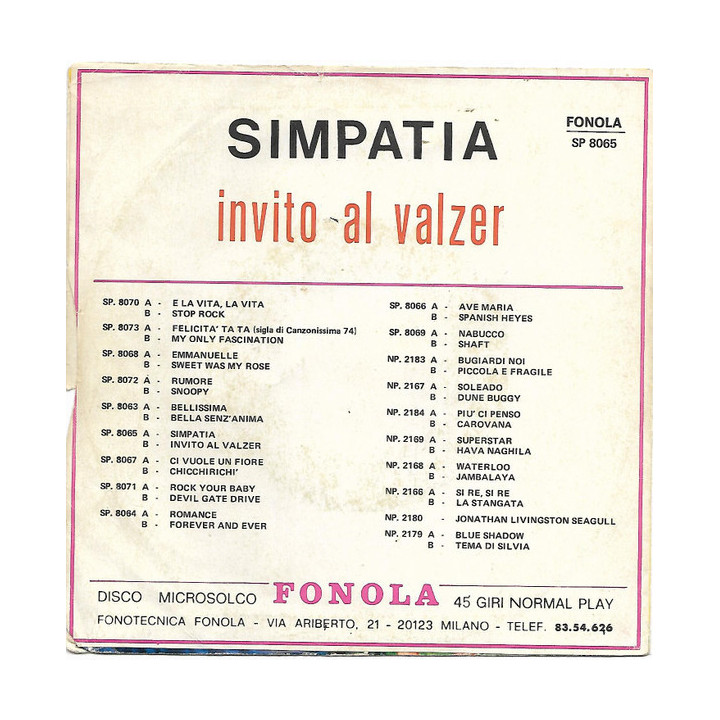 SIMPATIA
FONOLA
SP 8065
invito al valzer
SP. 8070 A - E LA VITA, LA VITA
B - STOP ROCK
SP. 8073 A - FELICITA' TA TA (sigla di Canzonissima 74)
B - MY ONLY FASCINATION
SP. 8068 A - EMMANUELLE
B - SWEET WAS MY ROSE
SP. 8072 A - RUMORE
B - SNOOPY
SP. 8063 A - BELLISSIMA
B - BELLA SENZ'ANIMA
SP. 8065 A - SIMPATIA
B - INVITO AL VALZER
SP. 8067 A - CI VUOLE UN FIORE
B - CHICCHIRICHI'
SP. 8071 A - ROCK YOUR BABY
B - DEVIL GATE DRIVE
SP. 8064 A - ROMANCE
B - FOREVER AND EVER
SP. 8066 A - AVE MARIA
B - SPANISH HEYES
SP. 8069 A - NABUCCO
B - SHAFT
NP. 2183 A - BUGIARDI NOI
B - PICCOLA E FRAGILE
NP. 2167 A - SOLEADO
B - DUNE BUGGY
NP. 2184 A - PIU' CI PENSO
B - CAROVANA
NP. 2169 A - SUPERSTAR
B - HAVA NAGHILA
NP. 2168 A - WATERLOO
B - JAMBALAYA
NP. 2166 A - SI RE, SI RE
B - LA STANGATA
NP. 2180 - JONATHAN LIVINGSTON SEAGULL
NP. 2179 A - BLUE SHADOW
B - TEMA DI SILVIA
DISCO MICROSOLCO FONOLA 45 GIRI NORMAL PLAY
FONOTECNICA FONOLA - VIA ARIBERTO, 21 - 20123 MILANO - TELEF. 83.54.626